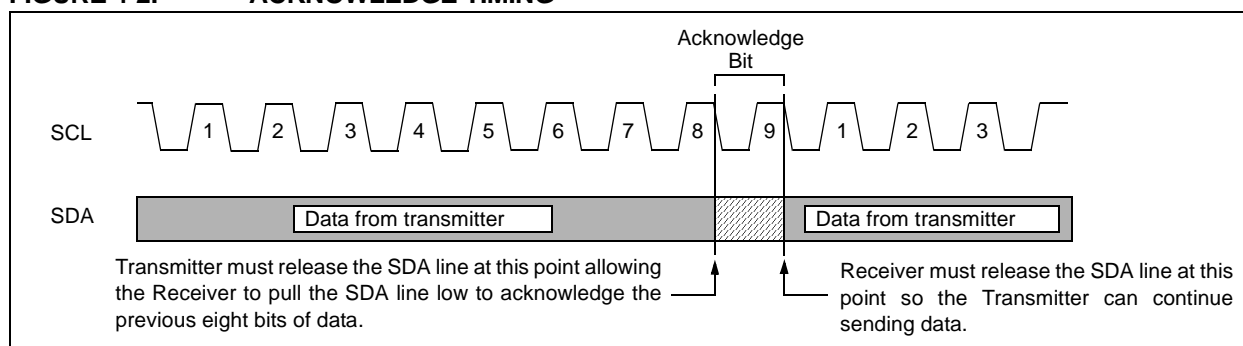 Acknowledge
Bit
SCL
1 2 3 4 5 6 7 8 9 1 2 3
SDA
Data from transmitter Data from transmitter
Transmitter must release the SDA line at this point allowing
the Receiver to pull the SDA line low to acknowledge the
previous eight bits of data.
Receiver must release the SDA line at this
point so the Transmitter can continue
sending data.